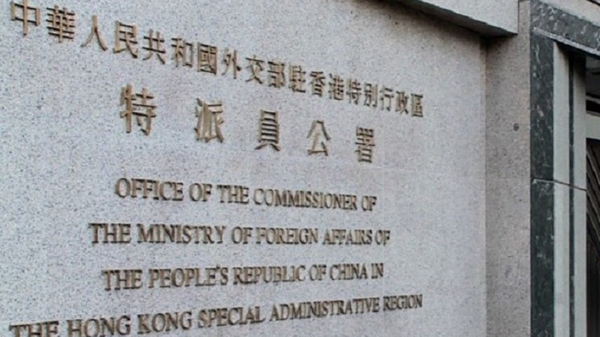 中華人民共和國外交部駐香港特別行政區
特派員公署
OFFICE OF THE COMMISSIONER OF
THE MINISTRY OF FOREIGN AFFAIRS OF
THE PEOPLE'S REPUBLIC OF CHINA IN
THE HONG KONG SPECIAL ADMINISTRATIVE REGION